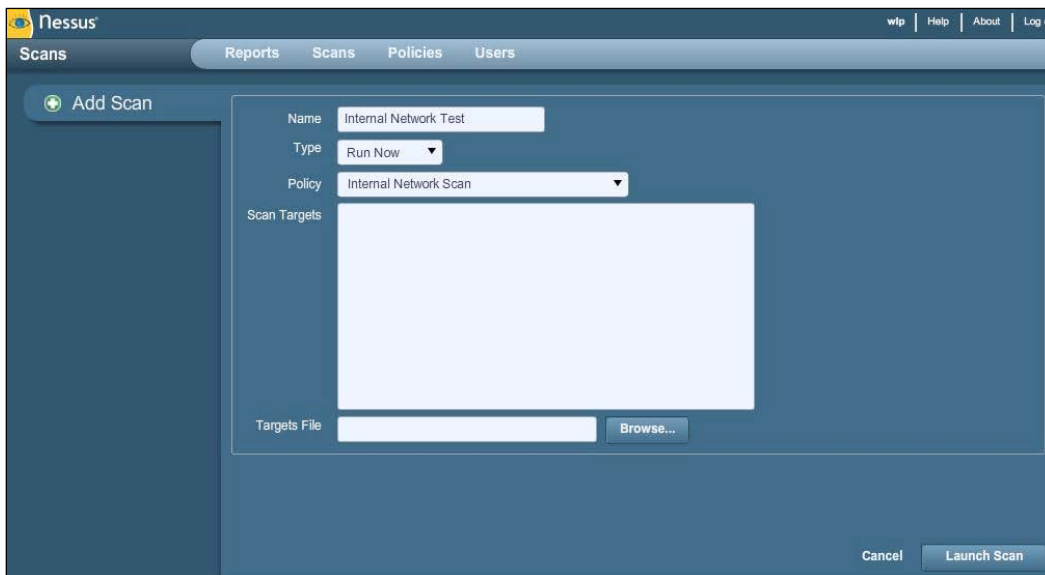 Nessus
wlp | Help | About | Log
Scans
Reports Scans Policies Users
Add Scan
Name Internal Network Test
Type Run Now
Policy Internal Network Scan
Scan Targets
Targets File Browse...
Cancel Launch Scan